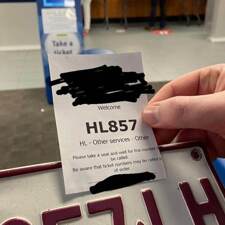 Take a
ticket
Welcome
HL857
HL - Other services - Other
Please take a seat and wait for this number
to be called.
Be aware that ticket numbers may be called out
of order.